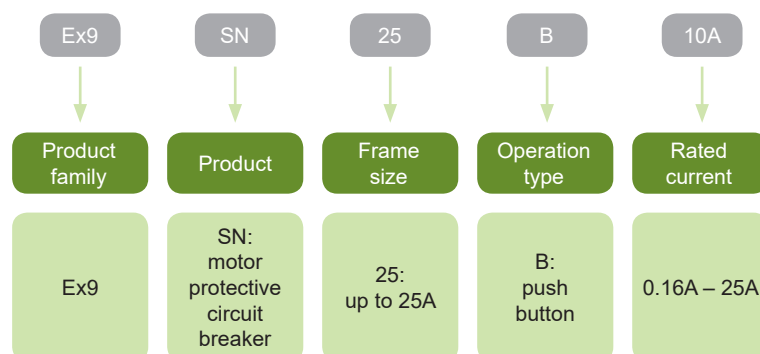 Ex9 SN 25 B 10A
Product family
Product
Frame size
Operation type
Rated current
Ex9
SN:
motor
protective
circuit
breaker
25:
up to 25A
B:
push
button
0.16A – 25A